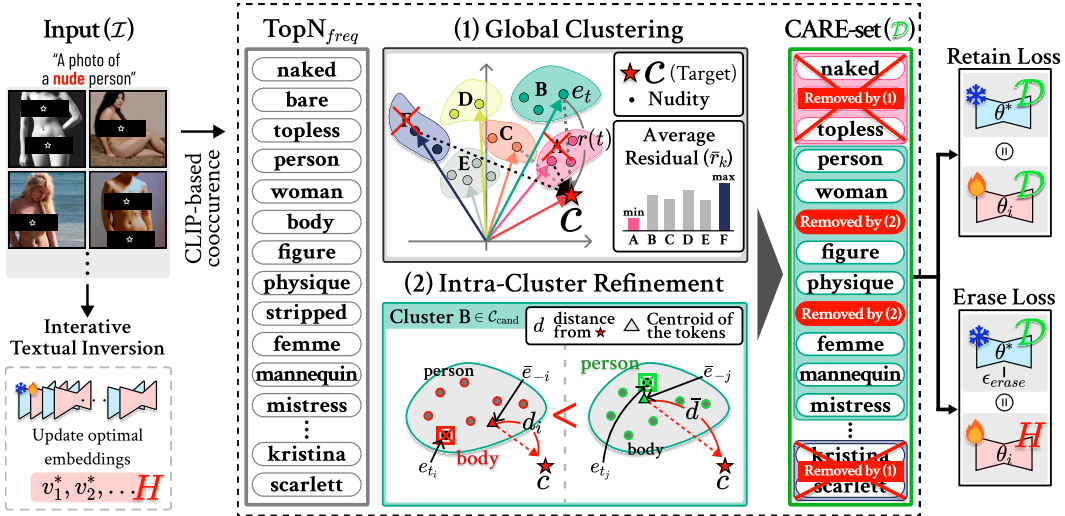 Input (𝓘)
"A photo of
a nude person"
CLIP-based
cooccurence
Interative
Textual Inversion
Update optimal
embeddings
v₁*, v₂*, ... H
TopN_freq
naked
bare
topless
person
woman
body
figure
physique
stripped
femme
mannequin
mistress
kristina
scarlett
(1) Global Clustering
B
e_t
D
C
A
E
r(t)
𝓒
𝓒 (Target)
Nudity
Average
Residual (r̄_k)
max
min
A B C D E F
(2) Intra-Cluster Refinement
Cluster B ∈ 𝓒_cand
d distance from ★
△ Centroid of the tokens
person
ē_{-i}
d_i
body
e_{t_i}
𝓒
<
person
ē_{-j}
d̄
body
e_{t_j}
𝓒
CARE-set (𝓓)
naked
Removed by (1)
topless
person
woman
Removed by (2)
figure
physique
Removed by (2)
femme
mannequin
mistress
kristina
Removed by (1)
scarlett
Retain Loss
θ* 𝓓
=
θ_i 𝓓
Erase Loss
θ* 𝓓
ϵ_erase
=
θ_i H